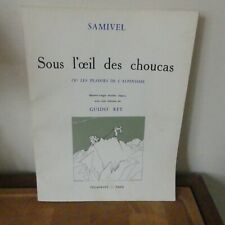 SAMIVEL
Sous l'œil des choucas
OU LES PLAISIRS DE L'ALPINISME
GUIDO REY
DELAGRAVE — PARIS